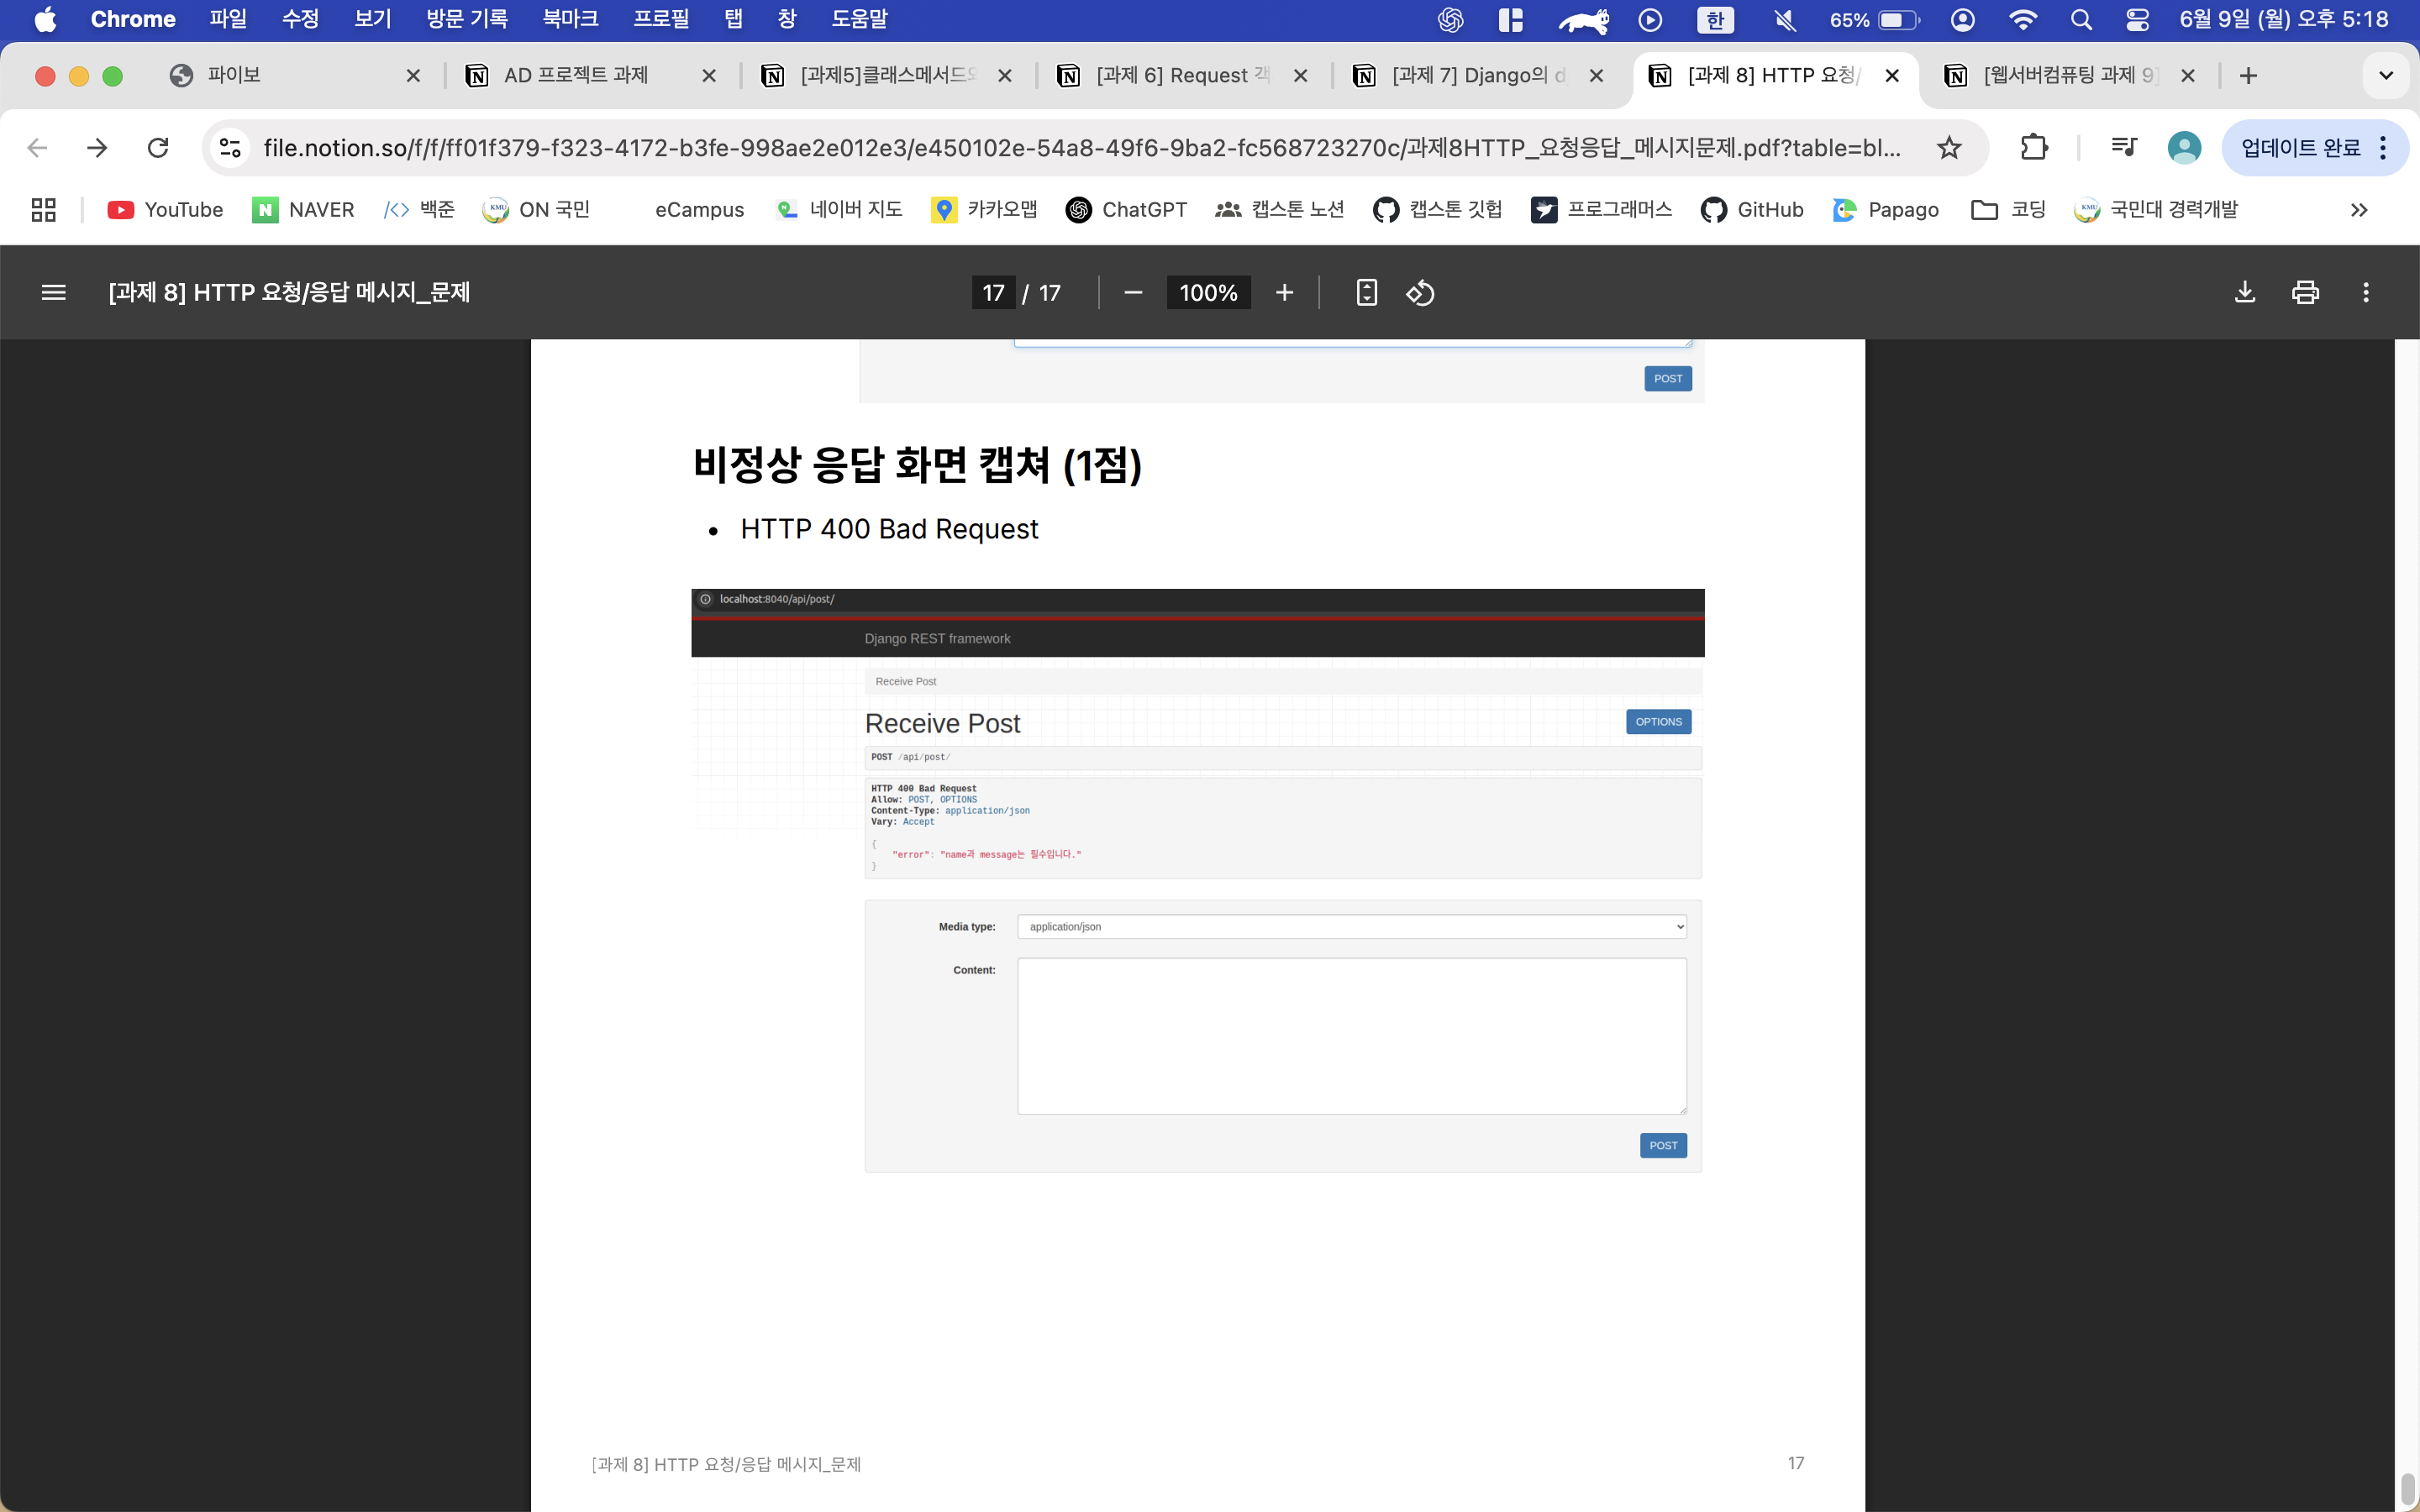 Chrome 파일 수정 보기 방문 기록 북마크 프로필 탭 창 도움말 한 65% 6월 9일 (월) 오후 5:18
파이보 AD 프로젝트 과제 [과제5]클래스메서드와 [과제 6] Request 객 [과제 7] Django의 d [과제 8] HTTP 요청/ [웹서버컴퓨팅 과제 9]
file.notion.so/f/f/ff01f379-f323-4172-b3fe-998ae2e012e3/e450102e-54a8-49f6-9ba2-fc568723270c/과제8HTTP_요청응답_메시지문제.pdf?table=bl... 업데이트 완료
YouTube NAVER 백준 ON 국민 eCampus 네이버 지도 카카오맵 ChatGPT 캡스톤 노션 캡스톤 깃헙 프로그래머스 GitHub Papago 코딩 국민대 경력개발
[과제 8] HTTP 요청/응답 메시지_문제 17 / 17 100%
POST
비정상 응답 화면 캡쳐 (1점)
• HTTP 400 Bad Request
localhost:8040/api/post/
Django REST framework
Receive Post
Receive Post OPTIONS
POST /api/post/
HTTP 400 Bad Request
Allow: POST, OPTIONS
Content-Type: application/json
Vary: Accept
{
"error": "name과 message는 필수입니다."
}
Media type: application/json
Content:
POST
[과제 8] HTTP 요청/응답 메시지_문제 17